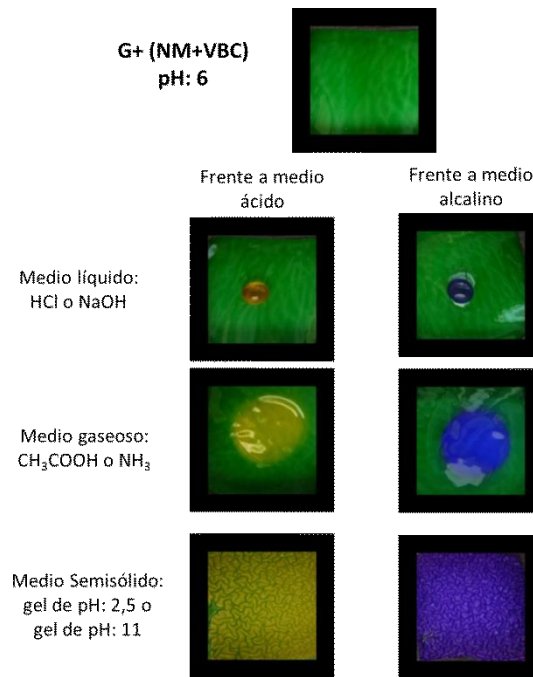 G+ (NM+VBC)
pH: 6
Frente a medio
ácido
Frente a medio
alcalino
Medio líquido:
HCl o NaOH
Medio gaseoso:
CH₃COOH o NH₃
Medio Semisólido:
gel de pH: 2,5 o
gel de pH: 11